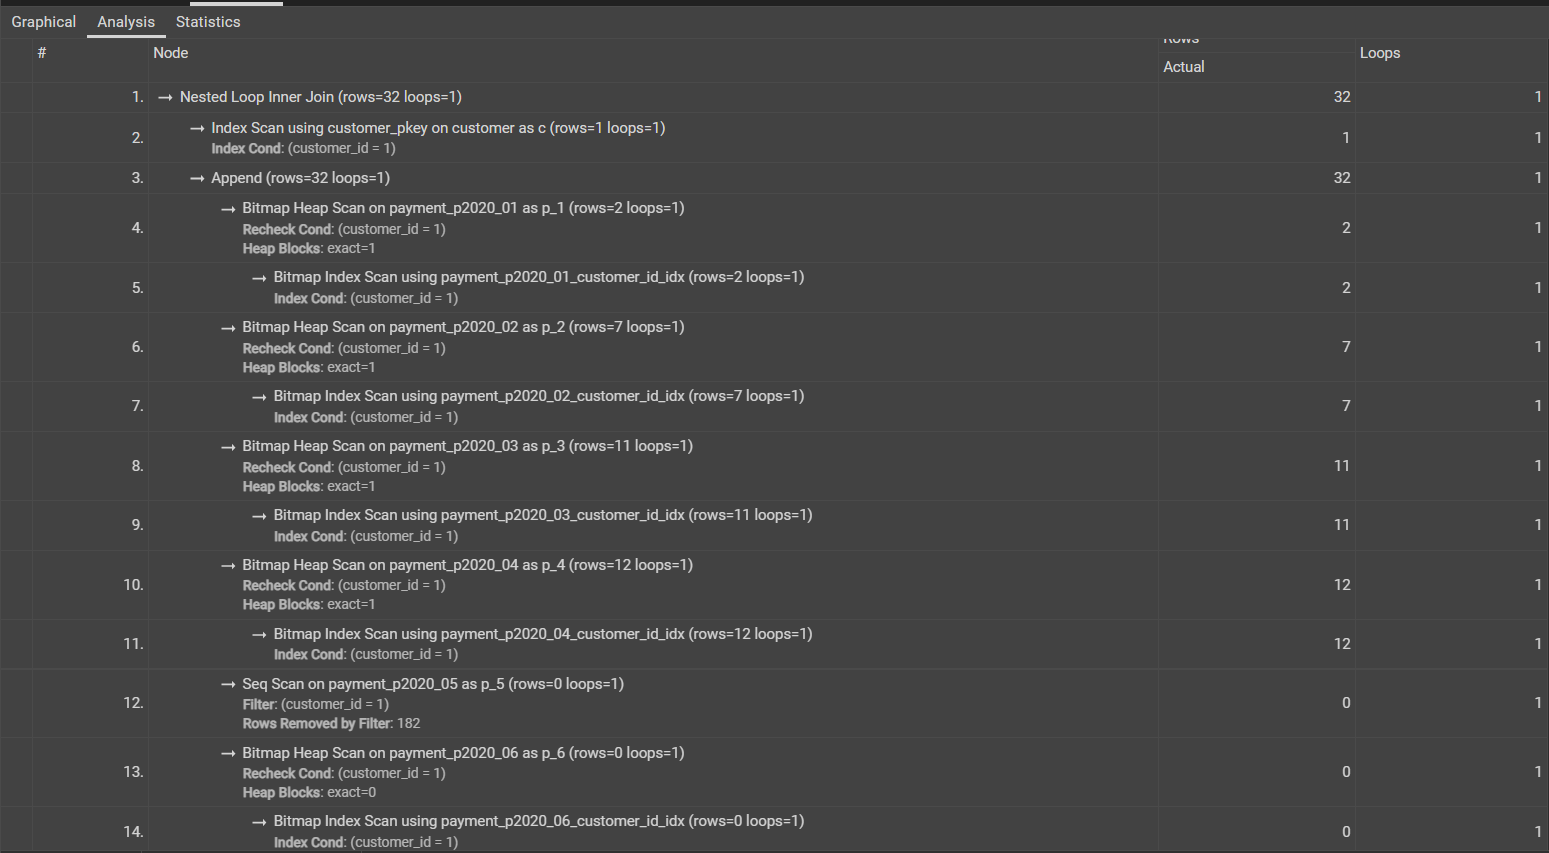 Graphical Analysis Statistics
# Node Rows Loops
Actual
1. → Nested Loop Inner Join (rows=32 loops=1) 32 1
2. → Index Scan using customer_pkey on customer as c (rows=1 loops=1) 1 1
Index Cond: (customer_id = 1)
3. → Append (rows=32 loops=1) 32 1
4. → Bitmap Heap Scan on payment_p2020_01 as p_1 (rows=2 loops=1) 2 1
Recheck Cond: (customer_id = 1)
Heap Blocks: exact=1
5. → Bitmap Index Scan using payment_p2020_01_customer_id_idx (rows=2 loops=1) 2 1
Index Cond: (customer_id = 1)
6. → Bitmap Heap Scan on payment_p2020_02 as p_2 (rows=7 loops=1) 7 1
Recheck Cond: (customer_id = 1)
Heap Blocks: exact=1
7. → Bitmap Index Scan using payment_p2020_02_customer_id_idx (rows=7 loops=1) 7 1
Index Cond: (customer_id = 1)
8. → Bitmap Heap Scan on payment_p2020_03 as p_3 (rows=11 loops=1) 11 1
Recheck Cond: (customer_id = 1)
Heap Blocks: exact=1
9. → Bitmap Index Scan using payment_p2020_03_customer_id_idx (rows=11 loops=1) 11 1
Index Cond: (customer_id = 1)
10. → Bitmap Heap Scan on payment_p2020_04 as p_4 (rows=12 loops=1) 12 1
Recheck Cond: (customer_id = 1)
Heap Blocks: exact=1
11. → Bitmap Index Scan using payment_p2020_04_customer_id_idx (rows=12 loops=1) 12 1
Index Cond: (customer_id = 1)
12. → Seq Scan on payment_p2020_05 as p_5 (rows=0 loops=1) 0 1
Filter: (customer_id = 1)
Rows Removed by Filter: 182
13. → Bitmap Heap Scan on payment_p2020_06 as p_6 (rows=0 loops=1) 0 1
Recheck Cond: (customer_id = 1)
Heap Blocks: exact=0
14. → Bitmap Index Scan using payment_p2020_06_customer_id_idx (rows=0 loops=1) 0 1
Index Cond: (customer_id = 1)